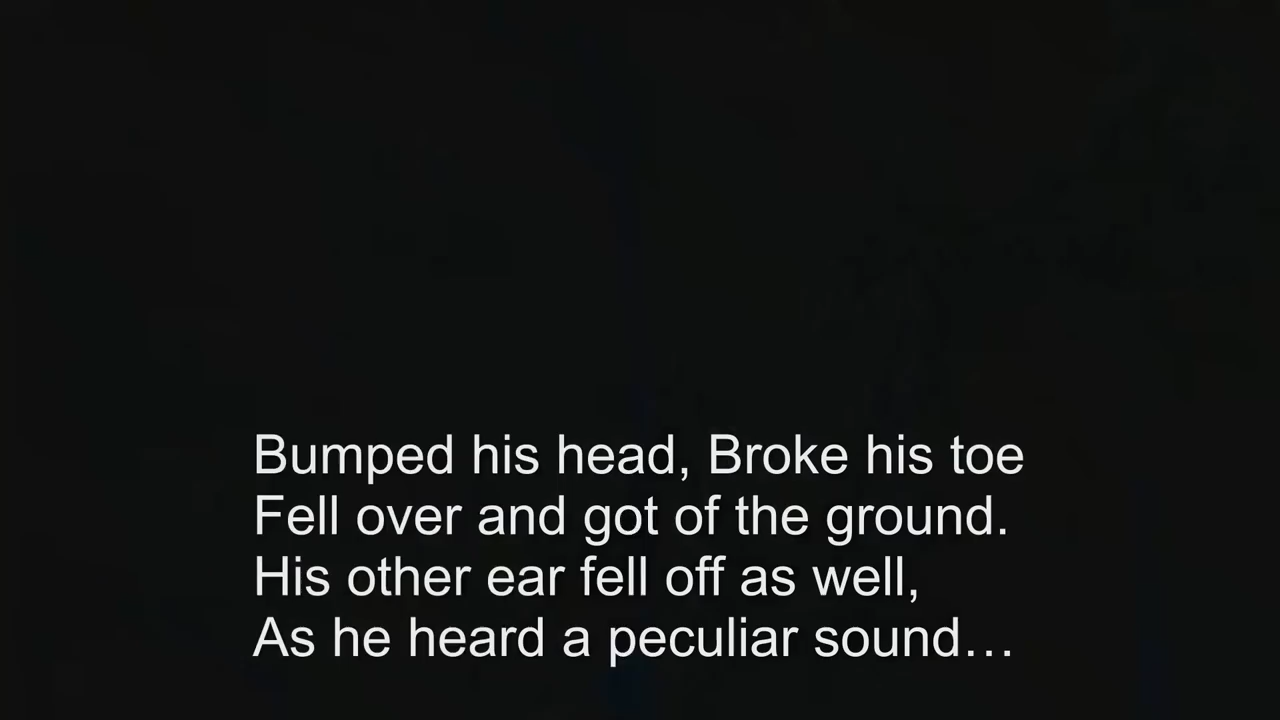 Bumped his head, Broke his toe
Fell over and got of the ground.
His other ear fell off as well,
As he heard a peculiar sound…